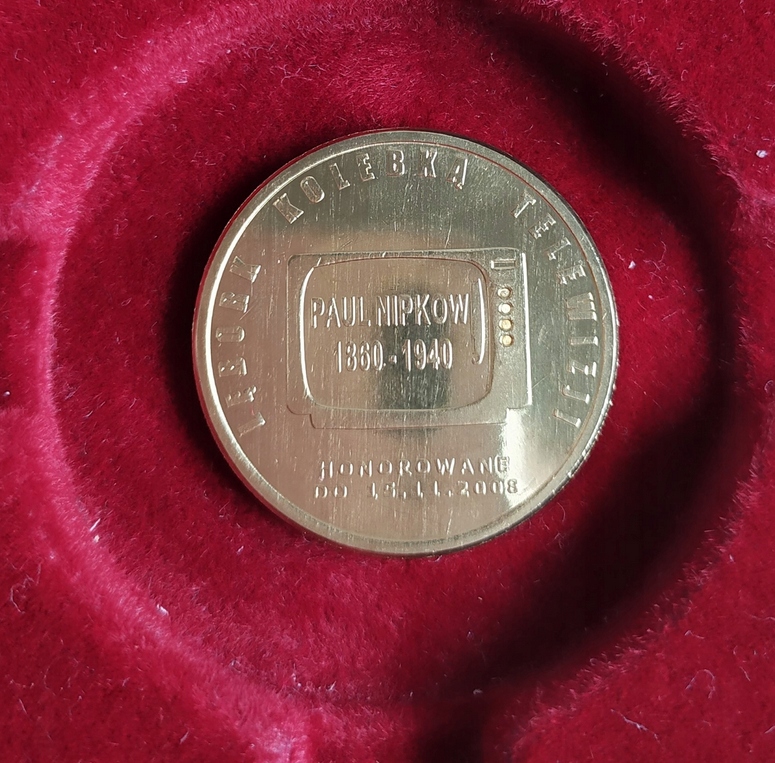 LĘBORK KOLEBKA TELEWIZJI
PAUL NIPKOW
1860-1940
HONOROWANE
DO 15.11.2008